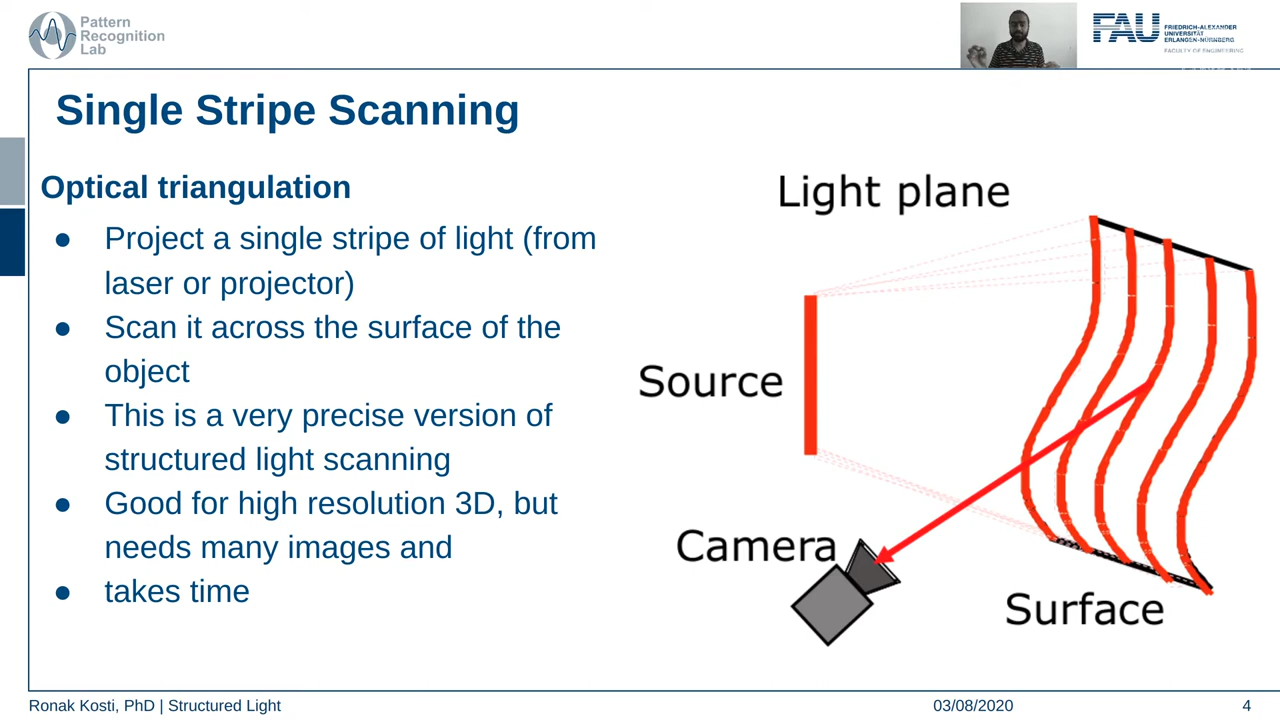 Pattern
Recognition
Lab
FAU
FRIEDRICH-ALEXANDER
UNIVERSITÄT
ERLANGEN-NÜRNBERG
FACULTY OF ENGINEERING
Single Stripe Scanning
Optical triangulation
● Project a single stripe of light (from
laser or projector)
● Scan it across the surface of the
object
● This is a very precise version of
structured light scanning
● Good for high resolution 3D, but
needs many images and
● takes time
Light plane
Source
Camera
Surface
Ronak Kosti, PhD | Structured Light
03/08/2020
4